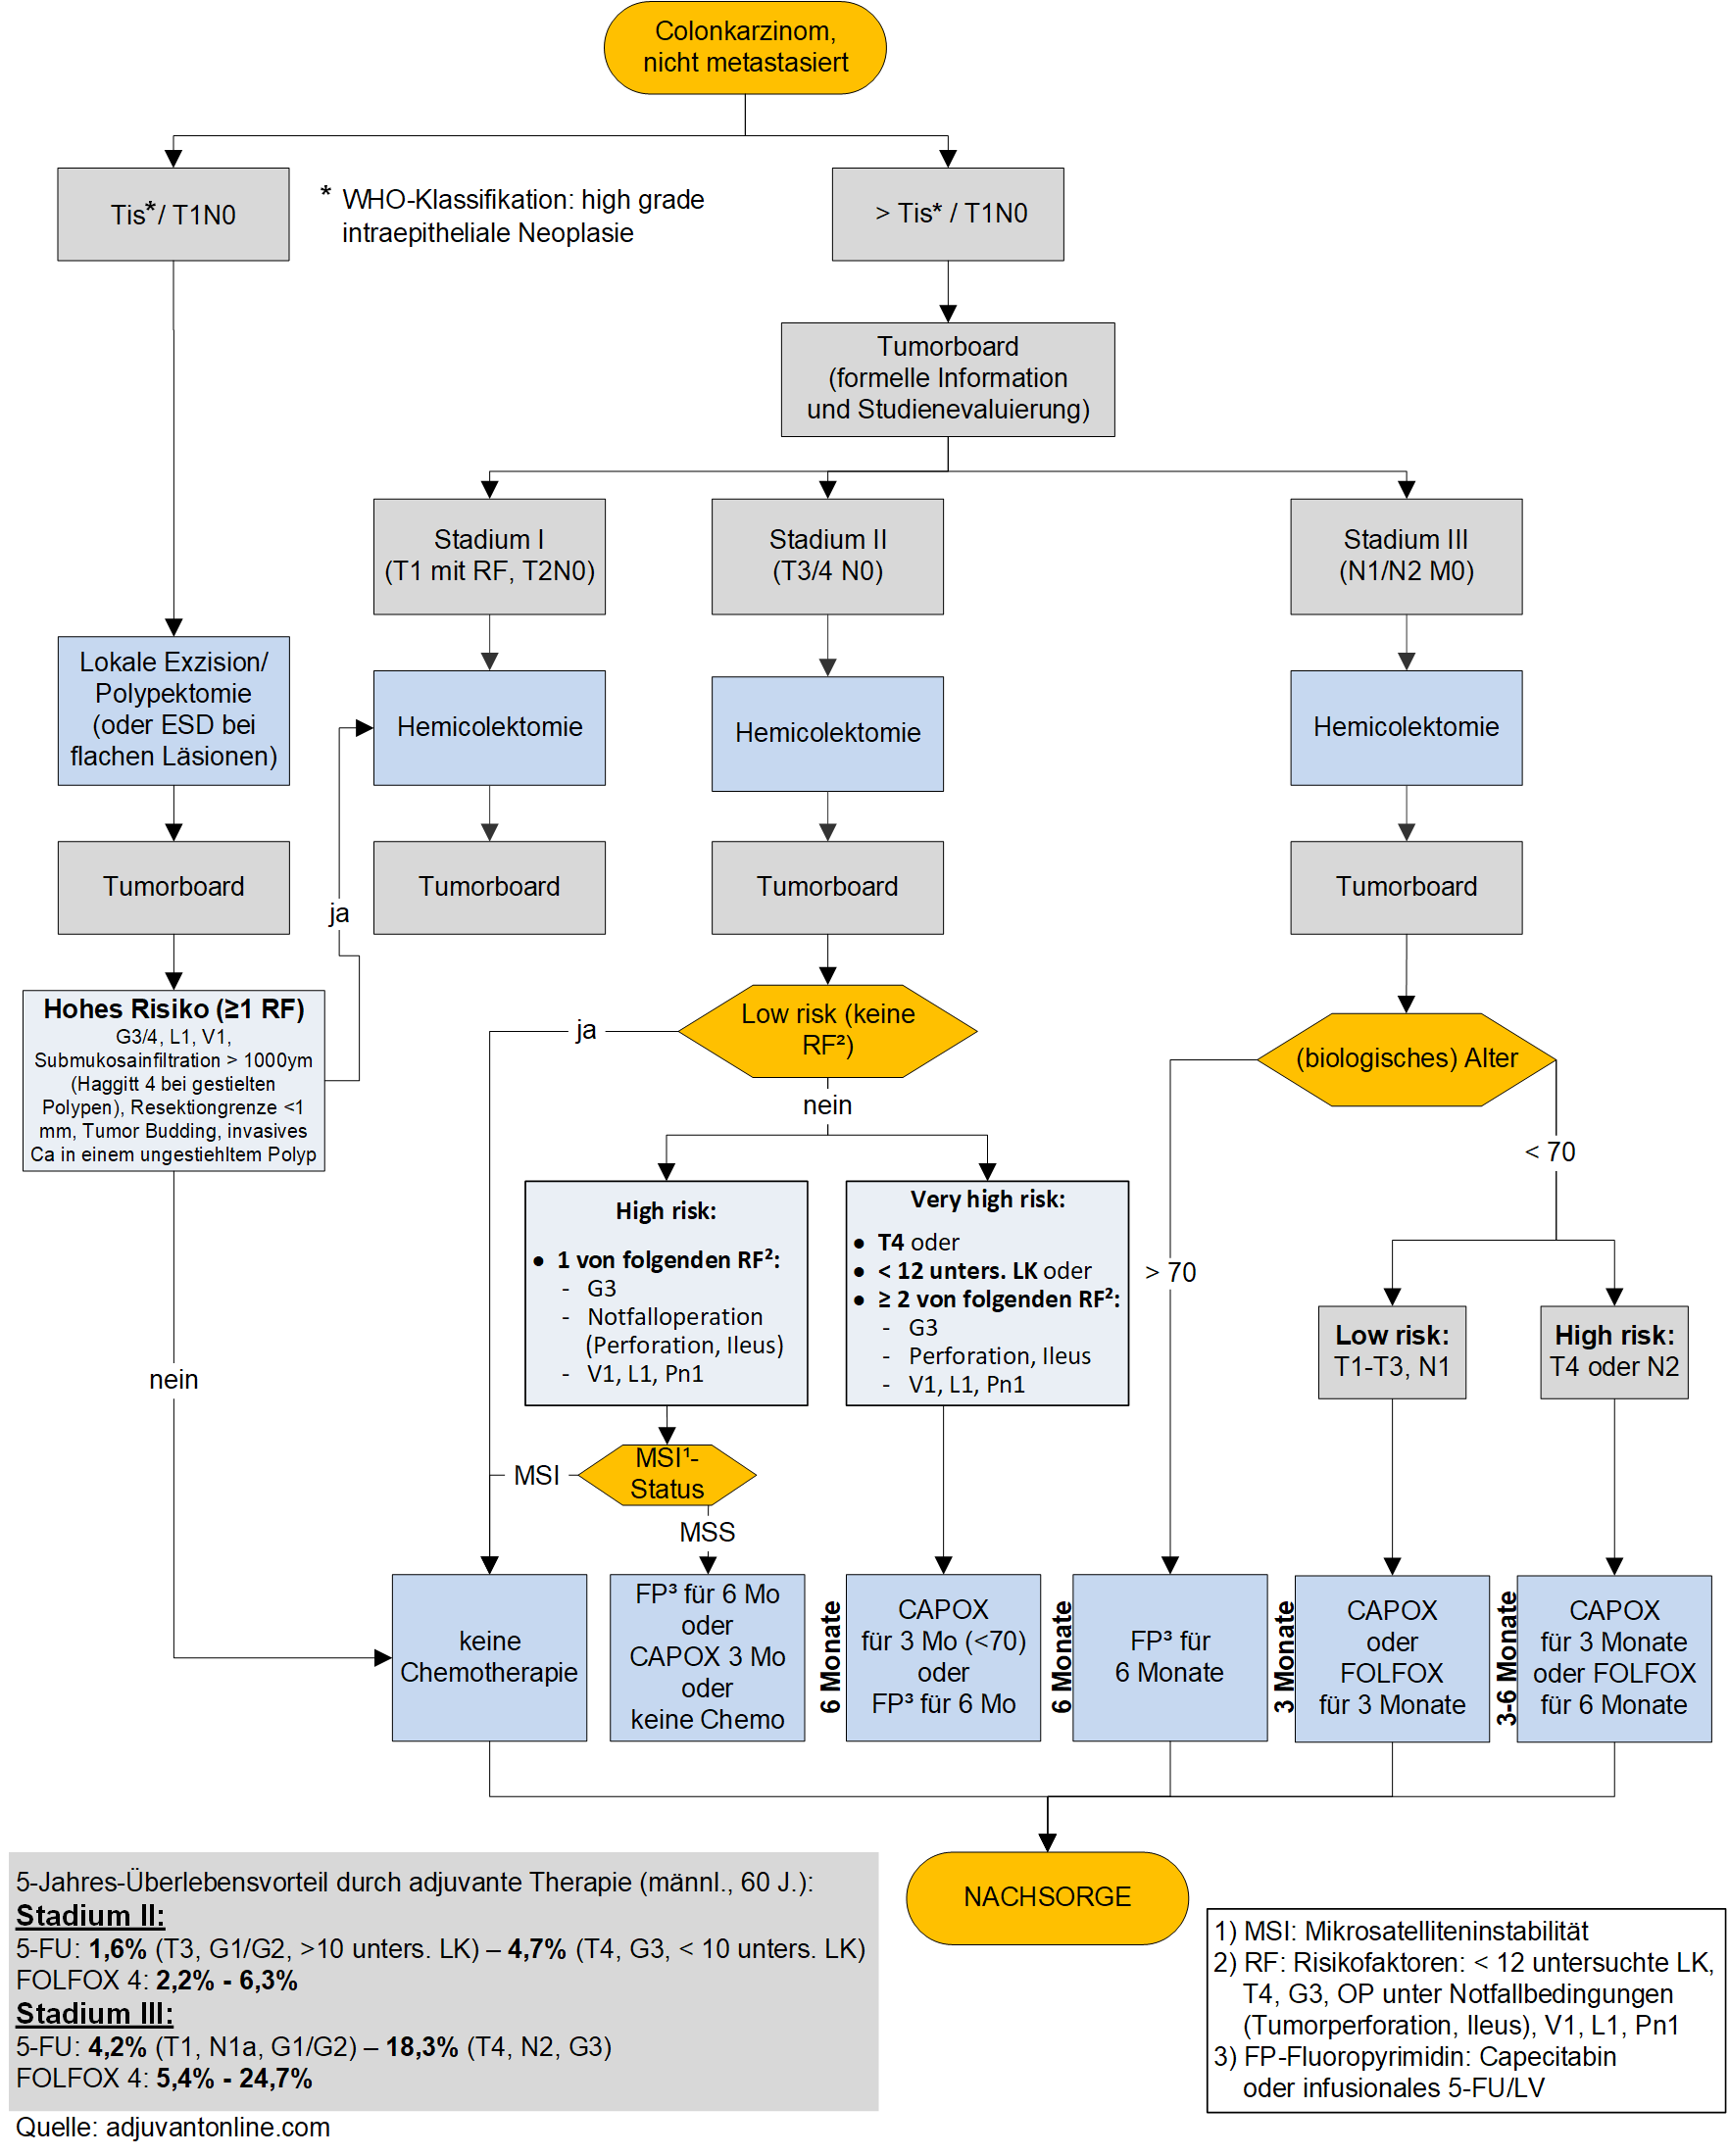 Colonkarzinom,
nicht metastasiert
Tis*/ T1N0
* WHO-Klassifikation: high grade
intraepitheliale Neoplasie
> Tis* / T1N0
Tumorboard
(formelle Information
und Studienevaluierung)
Stadium I
(T1 mit RF, T2N0)
Stadium II
(T3/4 N0)
Stadium III
(N1/N2 M0)
Lokale Exzision/
Polypektomie
(oder ESD bei
flachen Läsionen)
Hemicolektomie
Hemicolektomie
Hemicolektomie
Tumorboard
Tumorboard
Tumorboard
Tumorboard
ja
Hohes Risiko (≥1 RF)
G3/4, L1, V1,
Submukosainfiltration > 1000ym
(Haggitt 4 bei gestielten
Polypen), Resektiongrenze <1
mm, Tumor Budding, invasives
Ca in einem ungestiehltem Polyp
ja
Low risk (keine
RF²)
nein
(biologisches) Alter
< 70
> 70
High risk:
● 1 von folgenden RF²:
- G3
- Notfalloperation
(Perforation, Ileus)
- V1, L1, Pn1
Very high risk:
● T4 oder
● < 12 unters. LK oder
● ≥ 2 von folgenden RF²:
- G3
- Perforation, Ileus
- V1, L1, Pn1
Low risk:
T1-T3, N1
High risk:
T4 oder N2
nein
MSI
MSI¹-
Status
MSS
keine
Chemotherapie
FP³ für 6 Mo
oder
CAPOX 3 Mo
oder
keine Chemo
6 Monate
CAPOX
für 3 Mo (<70)
oder
FP³ für 6 Mo
6 Monate
FP³ für
6 Monate
3 Monate
CAPOX
oder
FOLFOX
für 3 Monate
3-6 Monate
CAPOX
für 3 Monate
oder FOLFOX
für 6 Monate
NACHSORGE
5-Jahres-Überlebensvorteil durch adjuvante Therapie (männl., 60 J.):
Stadium II:
5-FU: 1,6% (T3, G1/G2, >10 unters. LK) – 4,7% (T4, G3, < 10 unters. LK)
FOLFOX 4: 2,2% - 6,3%
Stadium III:
5-FU: 4,2% (T1, N1a, G1/G2) – 18,3% (T4, N2, G3)
FOLFOX 4: 5,4% - 24,7%
Quelle: adjuvantonline.com
1) MSI: Mikrosatelliteninstabilität
2) RF: Risikofaktoren: < 12 untersuchte LK,
T4, G3, OP unter Notfallbedingungen
(Tumorperforation, Ileus), V1, L1, Pn1
3) FP-Fluoropyrimidin: Capecitabin
oder infusionales 5-FU/LV